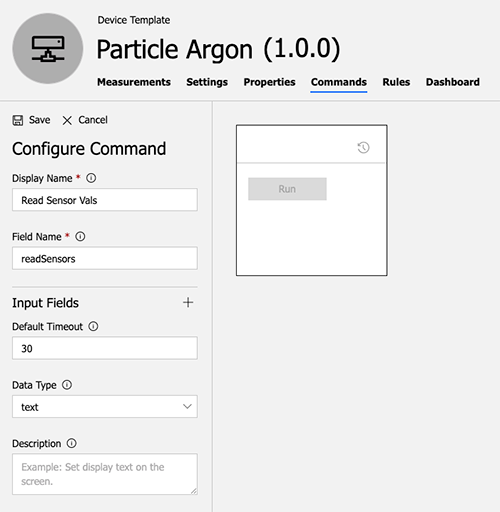 Device Template
Particle Argon (1.0.0)
Measurements Settings Properties Commands Rules Dashboard
Save Cancel
Configure Command
Display Name *
Read Sensor Vals
Field Name *
readSensors
Input Fields
Default Timeout
30
Data Type
text
Description
Example: Set display text on the
screen.
Run